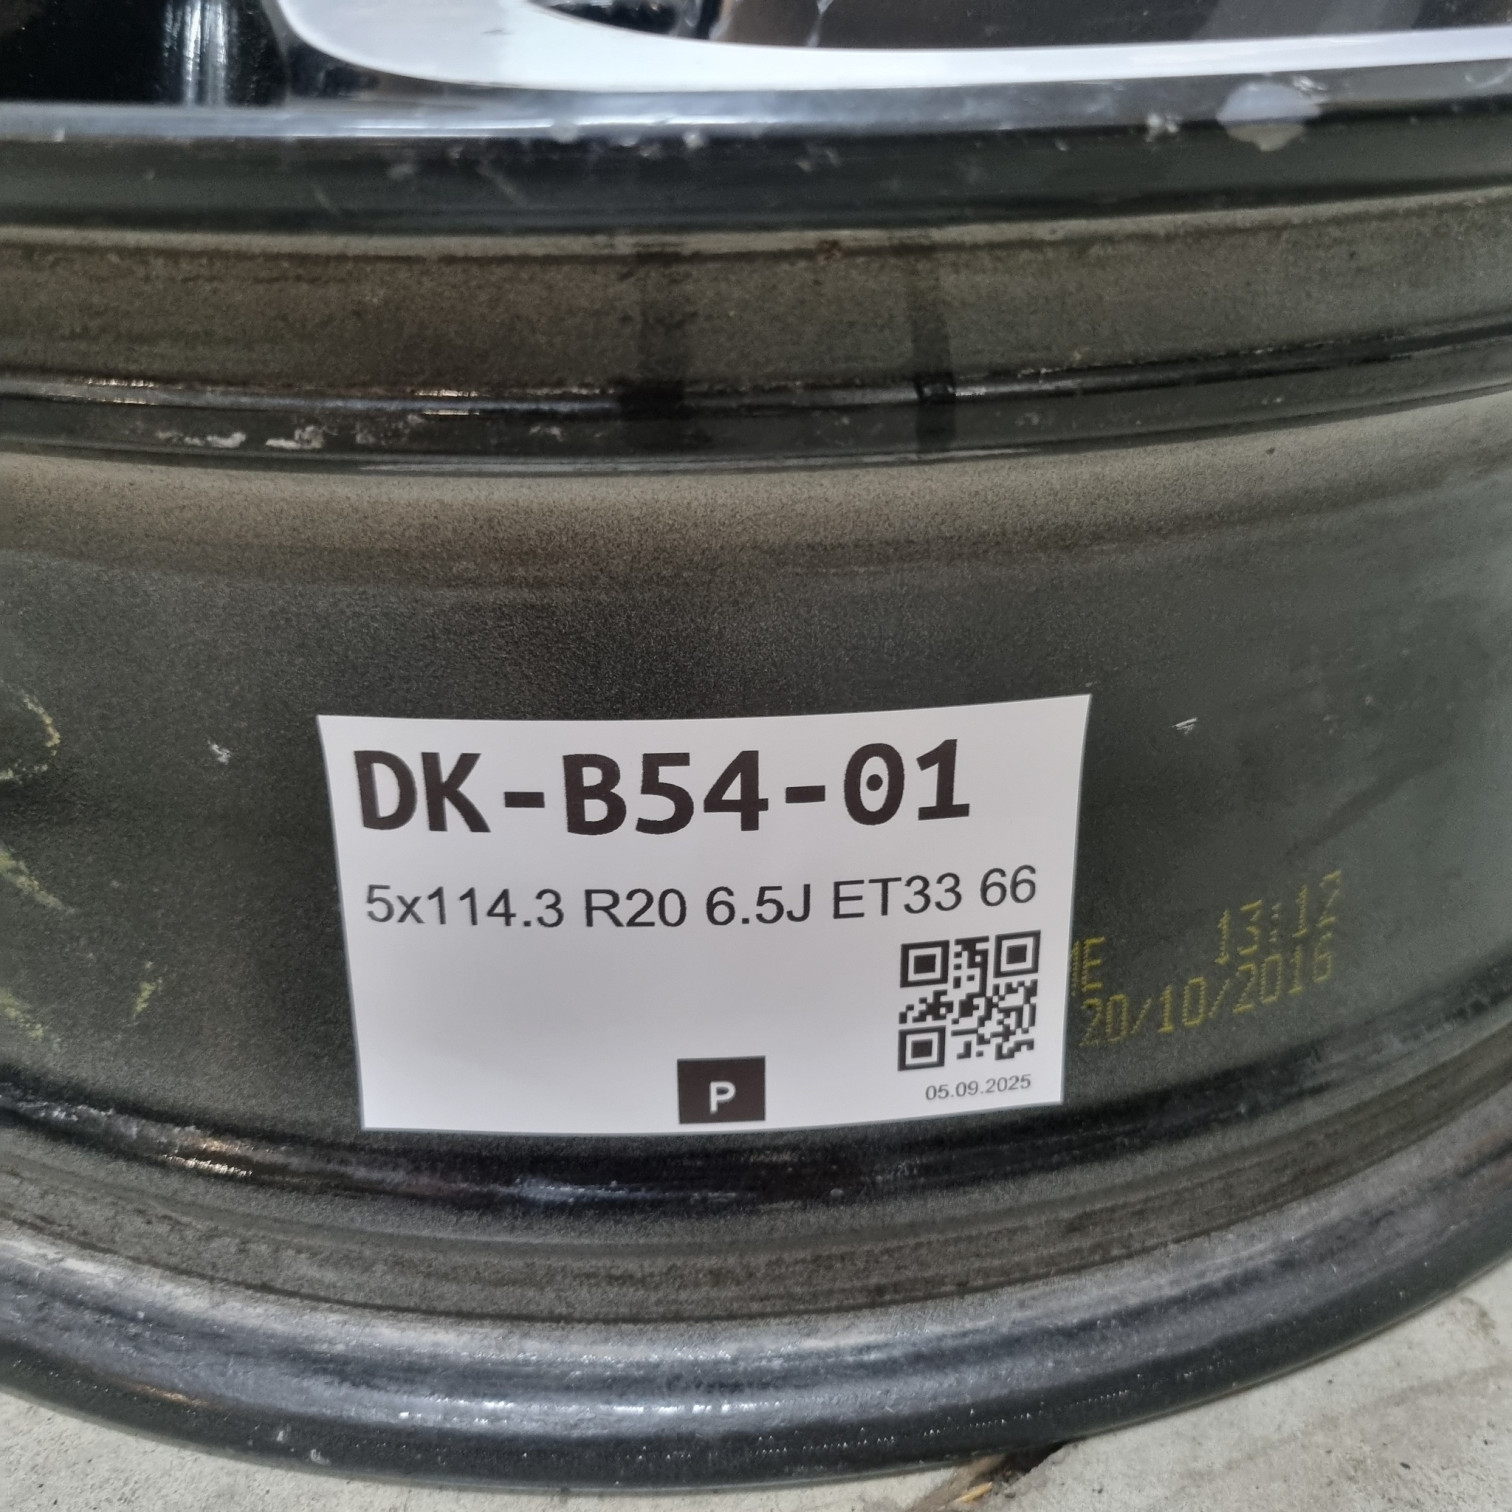 DK-B54-01
5x114.3 R20 6.5J ET33 66
13:12
20/10/2016
05.09.2025
P